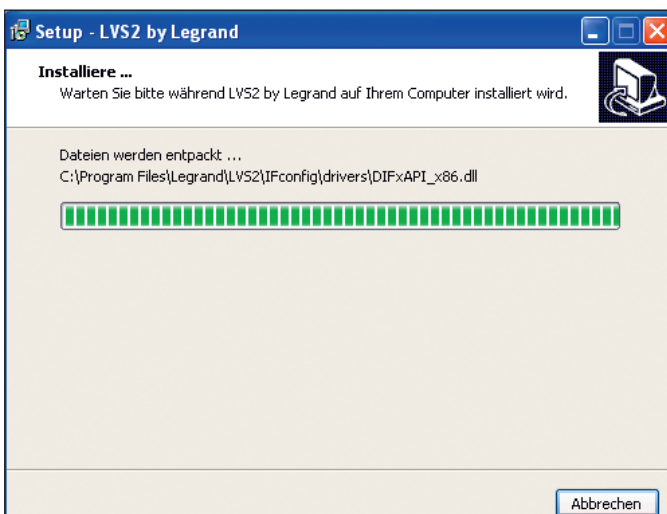 Setup - LVS2 by Legrand
Installiere ...
Warten Sie bitte während LVS2 by Legrand auf Ihrem Computer installiert wird.
Dateien werden entpackt ...
C:\Program Files\Legrand\LVS2\IFconfig\drivers\DIFxAPI_x86.dll
Abbrechen